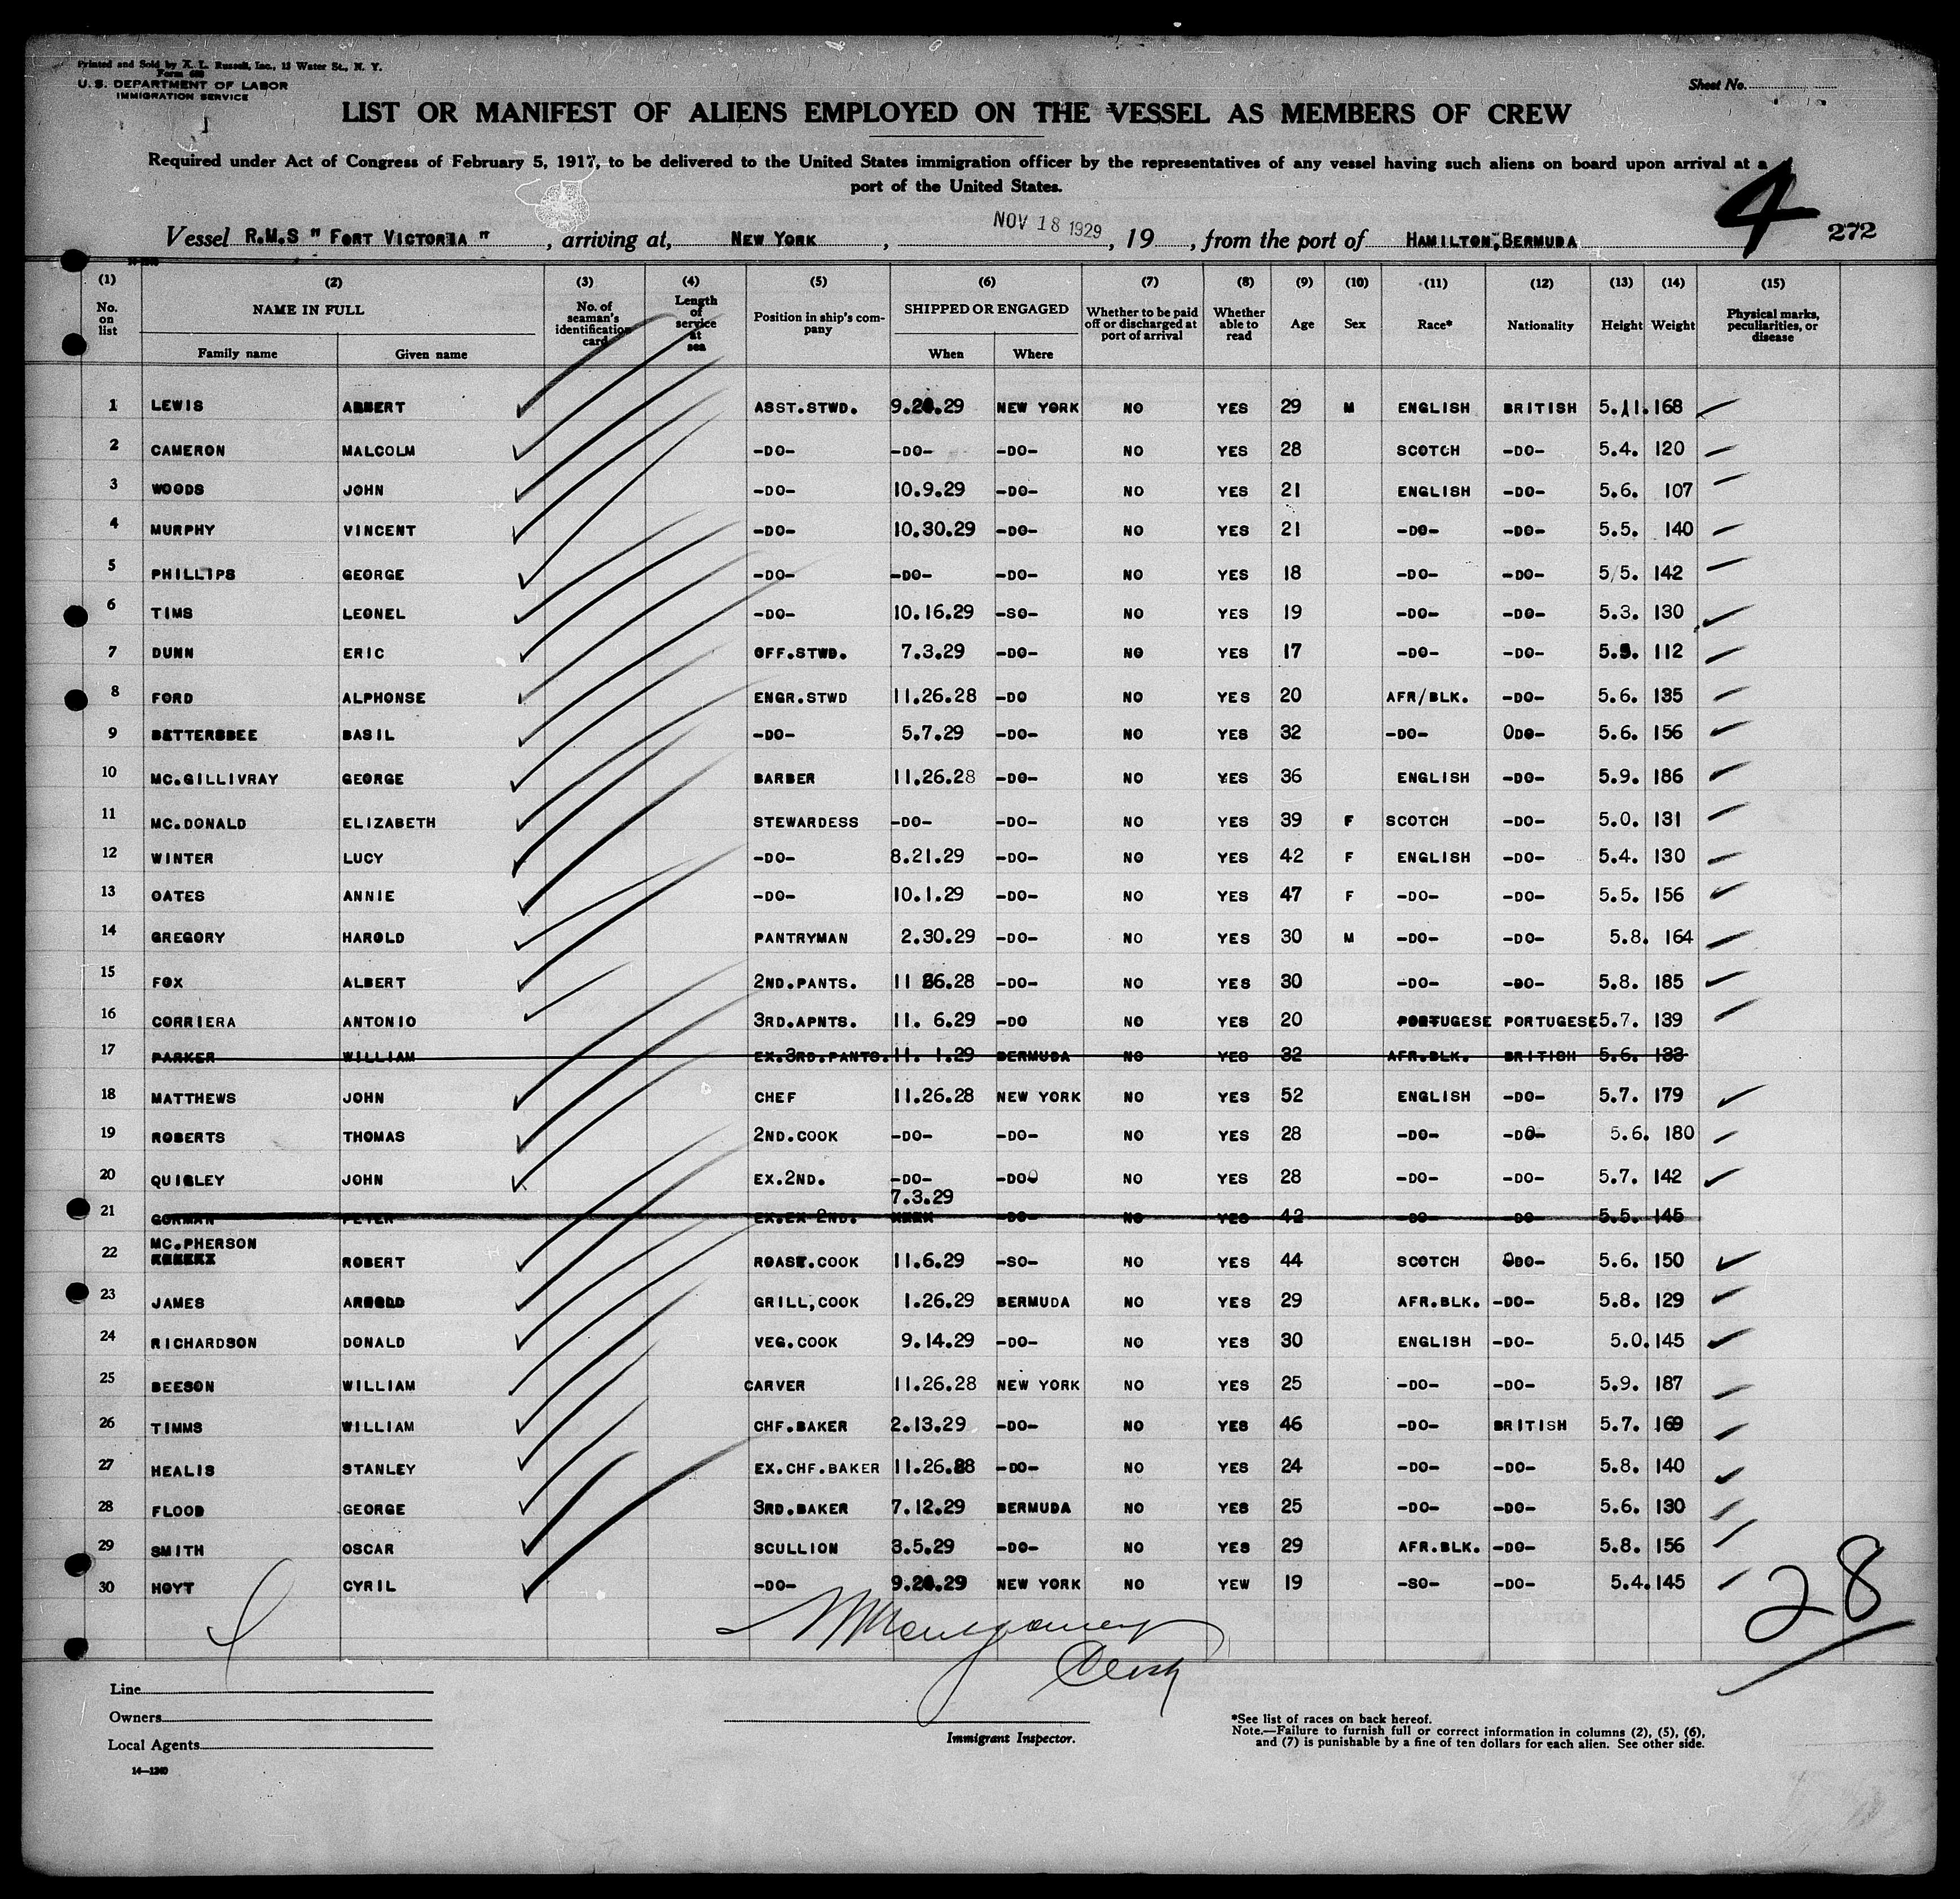 Printed and Sold by A. L. Russell, Inc., 13 Water St., N. Y.
Form 680
U. S. DEPARTMENT OF LABOR
IMMIGRATION SERVICE
Sheet No.
LIST OR MANIFEST OF ALIENS EMPLOYED ON THE VESSEL AS MEMBERS OF CREW
Required under Act of Congress of February 5, 1917, to be delivered to the United States immigration officer by the representatives of any vessel having such aliens on board upon arrival at a
port of the United States.
4
Vessel R.M.S " FORT VICTORIA " , arriving at, NEW YORK , NOV 18 1929 , 19 , from the port of HAMILTON,BERMUDA 272
(1) (2) (3) (4) (5) (6) (7) (8) (9) (10) (11) (12) (13) (14) (15)
No. on list NAME IN FULL Family name Given name No. of seaman's identification card Length of service at sea Position in ship's company SHIPPED OR ENGAGED When Where Whether to be paid off or discharged at port of arrival Whether able to read Age Sex Race* Nationality Height Weight Physical marks, peculiarities, or disease
1 LEWIS ALBERT ASST.STWD. 9.20.29 NEW YORK NO YES 29 M ENGLISH BRITISH 5.11. 168
2 CAMERON MALCOLM -DO- -DO- -DO- NO YES 28 SCOTCH -DO- 5.4. 120
3 WOODS JOHN -DO- 10.9.29 -DO- NO YES 21 ENGLISH -DO- 5.6. 107
4 MURPHY VINCENT -DO- 10.30.29 -DO- NO YES 21 -DO- -DO- 5.5. 140
5 PHILLIPS GEORGE -DO- -DO- -DO- NO YES 18 -DO- -DO- 5/5. 142
6 TIMS LEONEL -DO- 10.16.29 -SO- NO YES 19 -DO- -DO- 5.3. 130
7 DUNN ERIC OFF.STWD. 7.3.29 -DO- NO YES 17 -DO- -DO- 5.5. 112
8 FORD ALPHONSE ENGR.STWD 11.26.28 -DO NO YES 20 AFR/BLK. -DO- 5.6. 135
9 BETTERSBEE BASIL -DO- 5.7.29 -DO- NO YES 32 -DO- ODO- 5.6. 156
10 MC.GILLIVRAY GEORGE BARBER 11.26.28 -DO- NO YES 36 ENGLISH -DO- 5.9. 186
11 MC.DONALD ELIZABETH STEWARDESS -DO- -DO- NO YES 39 F SCOTCH -DO- 5.0. 131
12 WINTER LUCY -DO- 8.21.29 -DO- NO YES 42 F ENGLISH -DO- 5.4. 130
13 OATES ANNIE -DO- 10.1.29 -DO- NO YES 47 F -DO- -DO- 5.5. 156
14 GREGORY HAROLD PANTRYMAN 2.30.29 -DO- NO YES 30 M -DO- -DO- 5.8. 164
15 FOX ALBERT 2ND.PANTS. 11 26.28 -DO- NO YES 30 -DO- -DO- 5.8. 185
16 CORRIERA ANTONIO 3RD.APNTS. 11. 6.29 -DO NO YES 20 PORTUGESE PORTUGESE 5.7. 139
17 PARKER WILLIAM EX.3RD.PANTS. 11. 1.29 BERMUDA NO YES 32 AFR.BLK. BRITISH 5.6. 133
18 MATTHEWS JOHN CHEF 11.26.28 NEW YORK NO YES 52 ENGLISH -DO- 5.7. 179
19 ROBERTS THOMAS 2ND.COOK -DO- -DO- NO YES 28 -DO- -DO- 5.6. 180
20 QUIGLEY JOHN EX.2ND. -DO- -DOO NO YES 28 -DO- -DO- 5.7. 142
7.3.29
21 GORMAN PETER EX.EX 2ND. XXXX -DO- NO YES 42 -DO- -DO- 5.5. 145
MC.PHERSON
22 ROBERT ROAST.COOK 11.6.29 -SO- NO YES 44 SCOTCH ODO- 5.6. 150
23 JAMES ARNOLD GRILL,COOK 1.26.29 BERMUDA NO YES 29 AFR.BLK. -DO- 5.8. 129
24 RICHARDSON DONALD VEG.COOK 9.14.29 -DO- NO YES 30 ENGLISH -DO- 5.0. 145
25 BEESON WILLIAM CARVER 11.26.28 NEW YORK NO YES 25 -DO- -DO- 5.9. 187
26 TIMMS WILLIAM CHF.BAKER 2.13.29 -DO- NO YES 46 -DO- BRITISH 5.7. 169
27 HEALIS STANLEY EX.CHF.BAKER 11.26.28 -DO- NO YES 24 -DO- -DO- 5.8. 140
28 FLOOD GEORGE 3RD.BAKER 7.12.29 BERMUDA NO YES 25 -DO- -DO- 5.6. 130
29 SMITH OSCAR SCULLION 3.5.29 -DO- NO YES 29 AFR.BLK. -DO- 5.8. 156
30 HOYT CYRIL -DO- 9.20.29 NEW YORK NO YEW 19 -SO- -DO- 5.4. 145
28
Montgomery
Line
Owners
Local Agents
Immigrant Inspector.
*See list of races on back hereof.
Note.—Failure to furnish full or correct information in columns (2), (5), (6),
and (7) is punishable by a fine of ten dollars for each alien. See other side.
14—1240